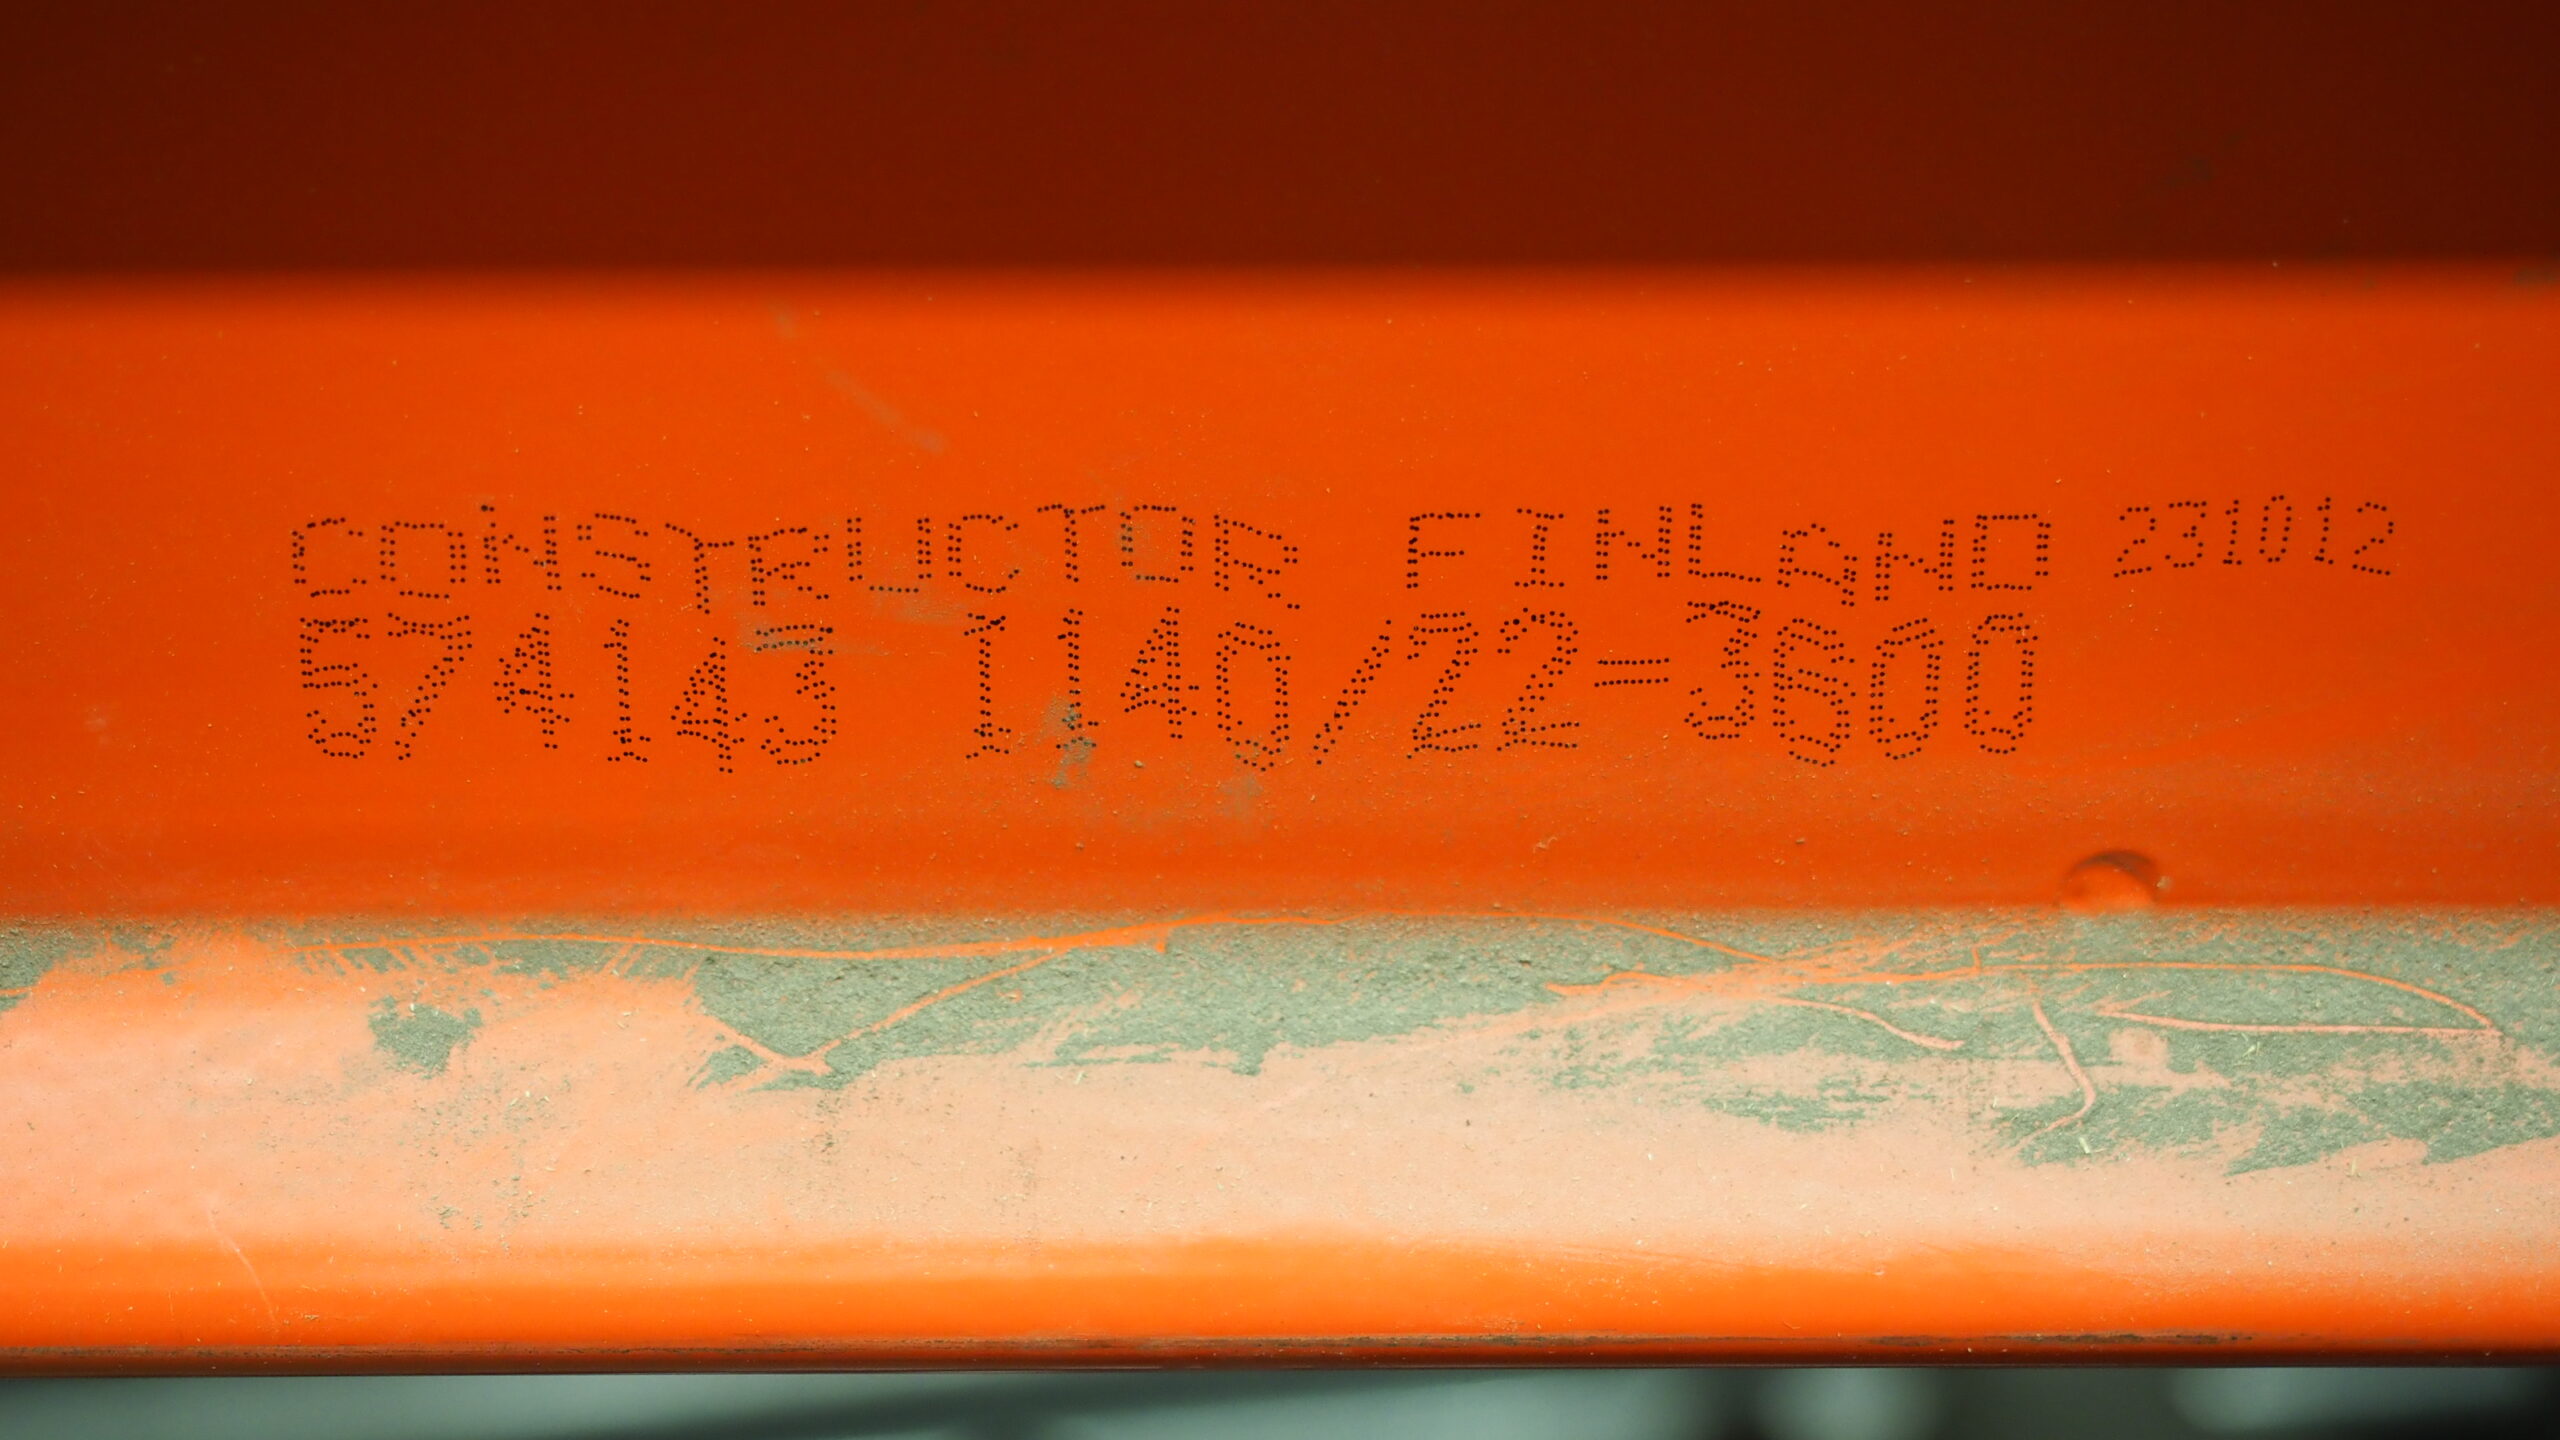 CONSTRUCTOR FINLAND 231012
574143 1140/22-3600